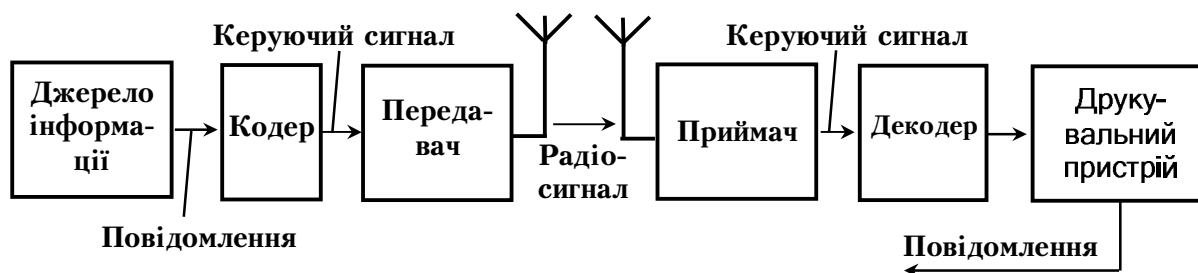 Керуючий сигнал
Керуючий сигнал
Джерело
інформа-
ції
Кодер
Переда-
вач
Радіо-
сигнал
Приймач
Декодер
Друку-
вальний
пристрій
Повідомлення
Повідомлення